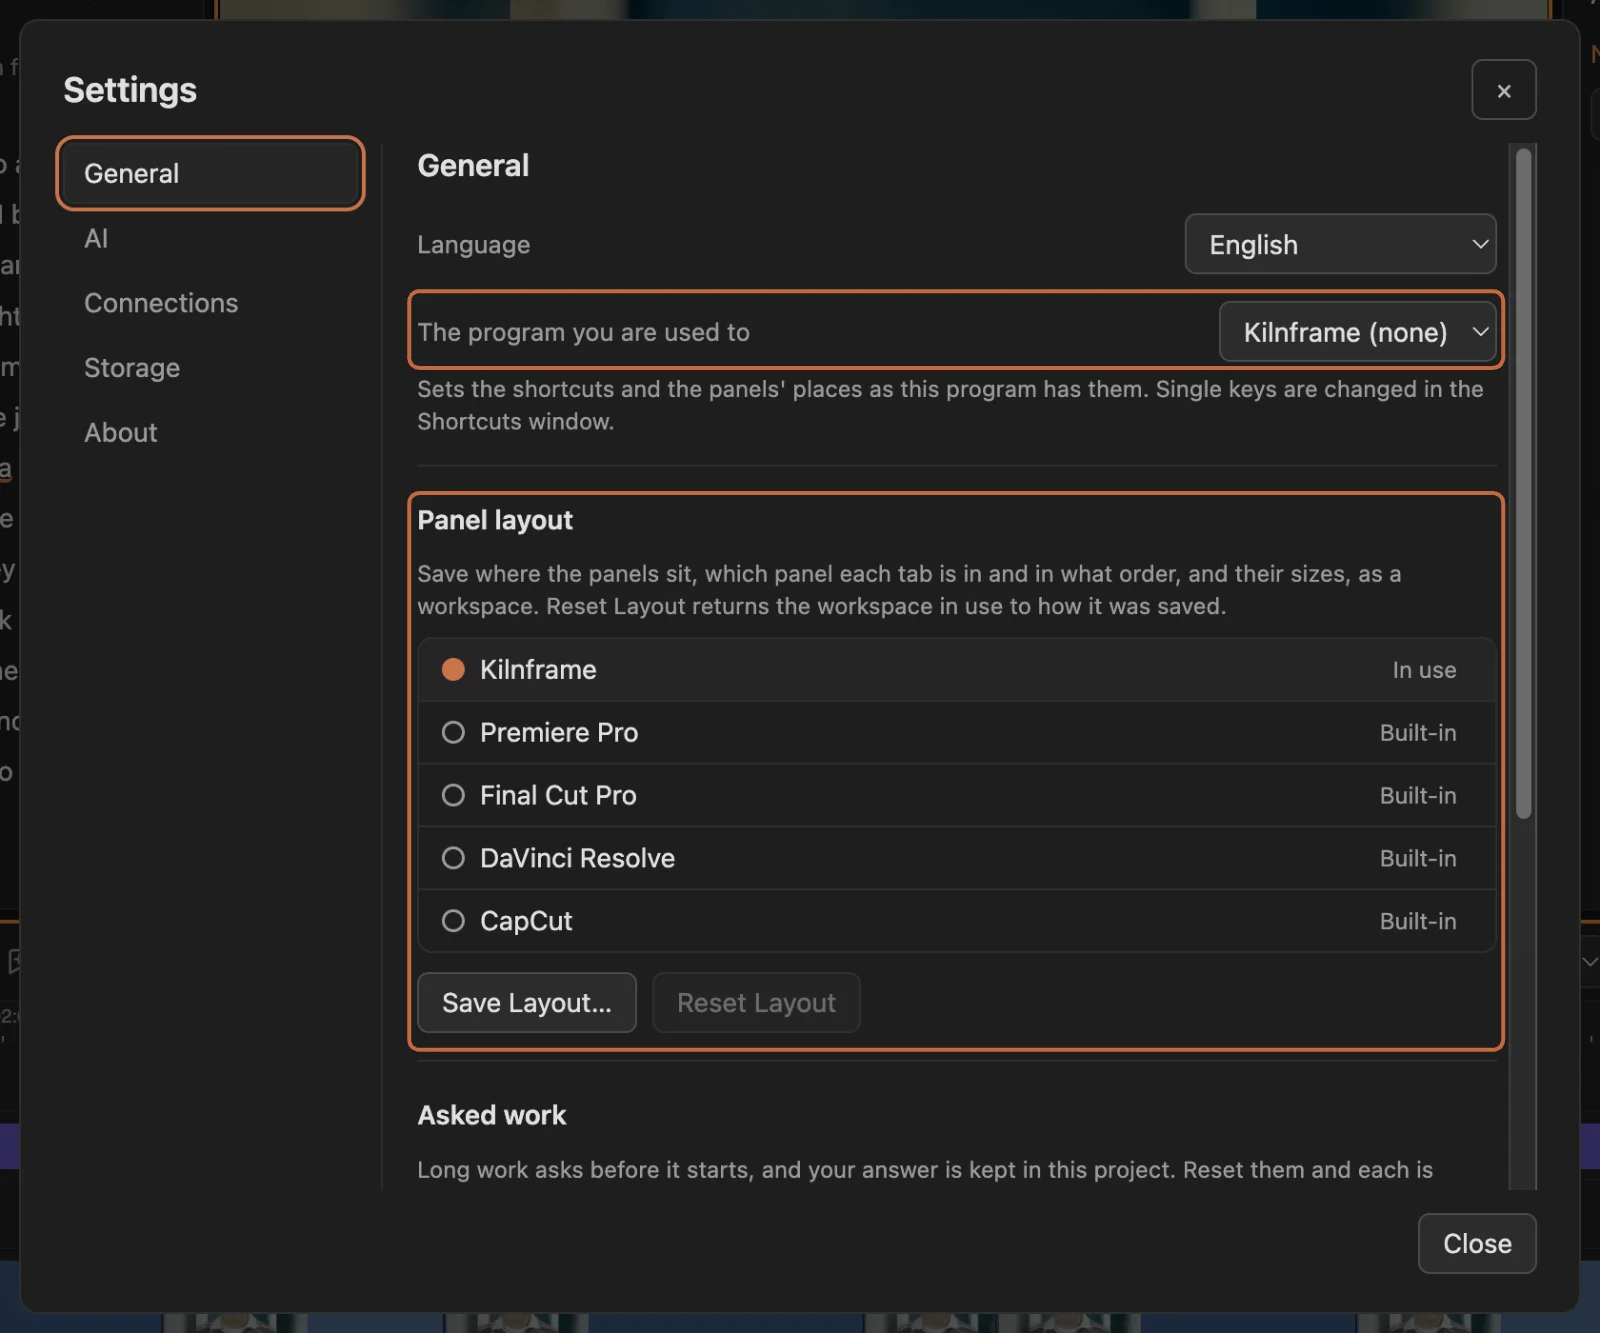 Settings
×
General
AI
Connections
Storage
About
General
Language
English
The program you are used to
Kilnframe (none)
Sets the shortcuts and the panels' places as this program has them. Single keys are changed in the
Shortcuts window.
Panel layout
Save where the panels sit, which panel each tab is in and in what order, and their sizes, as a
workspace. Reset Layout returns the workspace in use to how it was saved.
Kilnframe
In use
Premiere Pro
Built-in
Final Cut Pro
Built-in
DaVinci Resolve
Built-in
CapCut
Built-in
Save Layout...
Reset Layout
Asked work
Long work asks before it starts, and your answer is kept in this project. Reset them and each is
Close